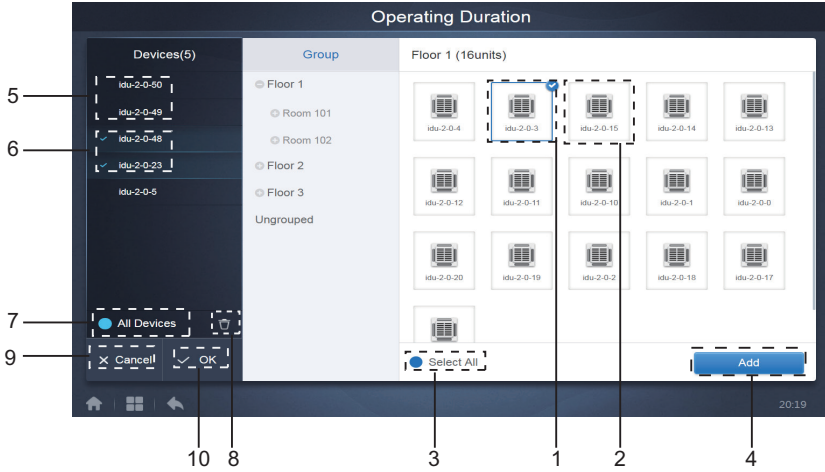 Operating Duration
Devices(5)
Group
Floor 1 (16units)
5
idu-2-0-50
idu-2-0-49
6
idu-2-0-48
idu-2-0-23
idu-2-0-5
Floor 1
Room 101
Room 102
Floor 2
Floor 3
Ungrouped
idu-2-0-4
idu-2-0-3
idu-2-0-15
idu-2-0-14
idu-2-0-13
idu-2-0-12
idu-2-0-11
idu-2-0-10
idu-2-0-1
idu-2-0-0
idu-2-0-20
idu-2-0-19
idu-2-0-2
idu-2-0-18
idu-2-0-17
7
All Devices
9
Cancel
OK
Select All
Add
20:19
10
8
3
1
2
4